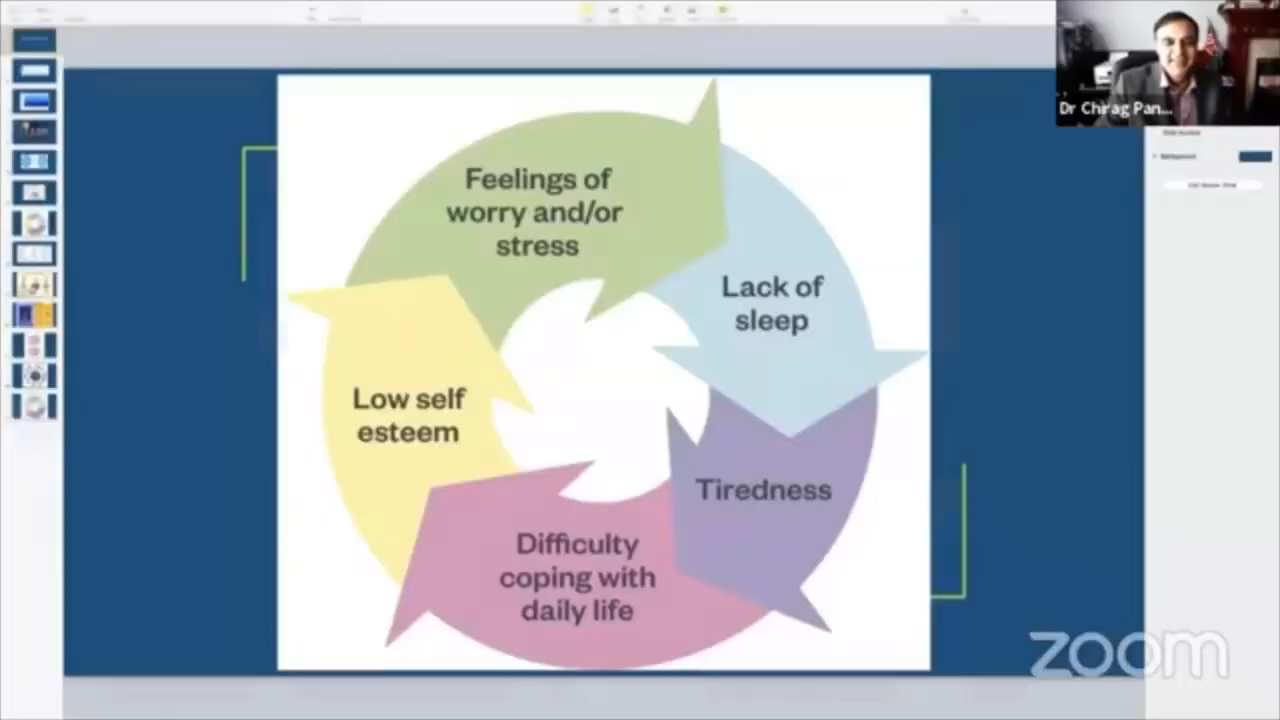 Dr Chirag Pan...
Feelings of
worry and/or
stress
Lack of
sleep
Tiredness
Difficulty
coping with
daily life
Low self
esteem
zoom